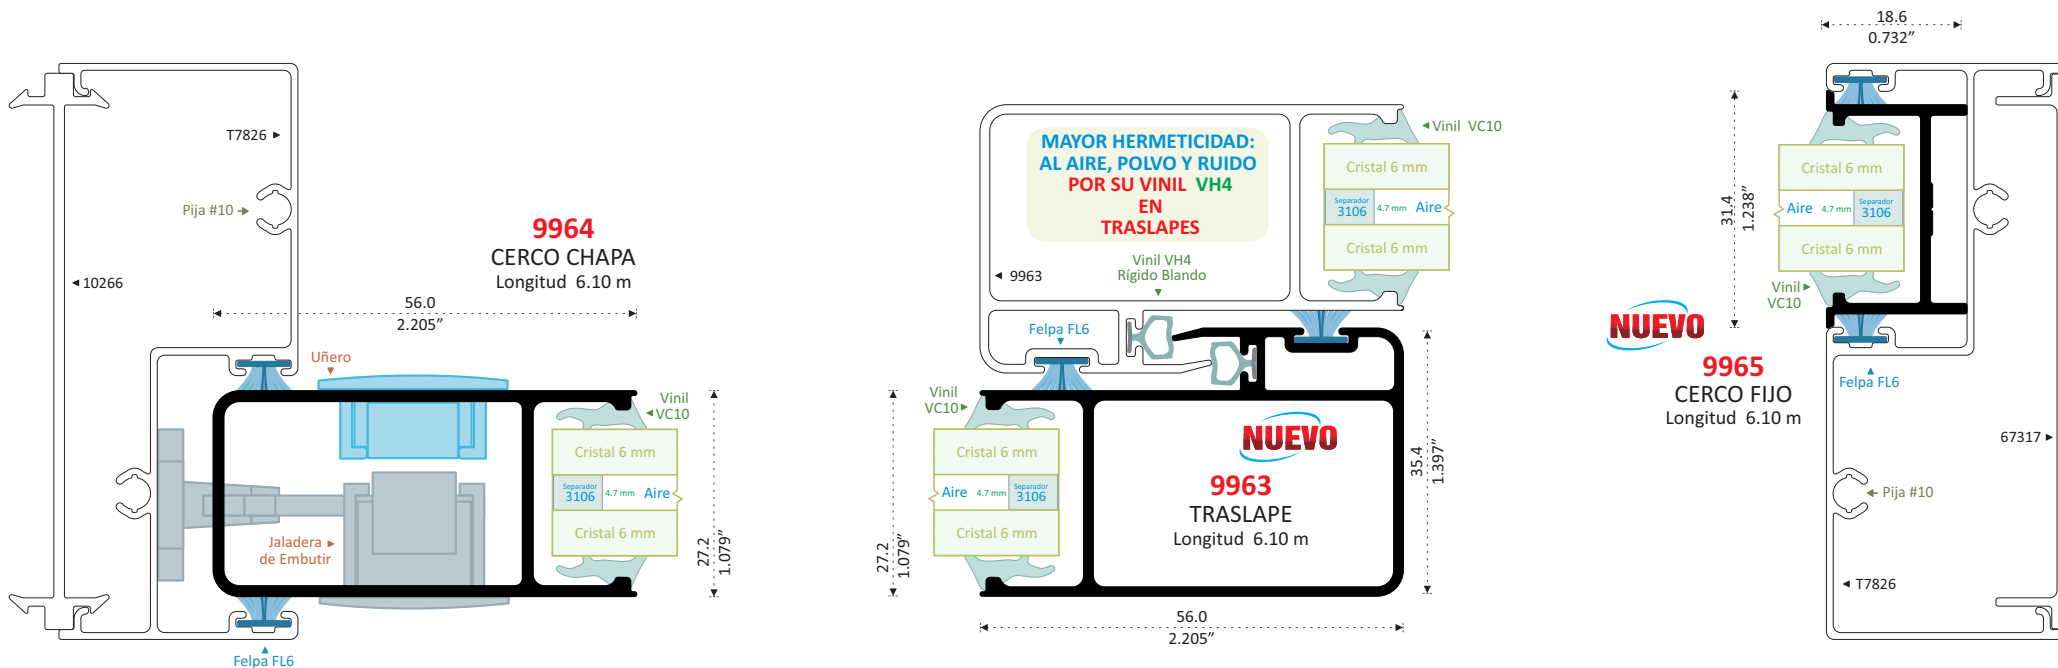 T7826
Pija #10
10266
9964
CERCO CHAPA
Longitud 6.10 m
56.0
2.205”
Uñero
Vinil
VC10
Cristal 6 mm
Separador
3106
4.7 mm
Aire
Cristal 6 mm
Jaladera
de Embutir
27.2
1.079”
Felpa FL6
MAYOR HERMETICIDAD:
AL AIRE, POLVO Y RUIDO
POR SU VINIL VH4
EN
TRASLAPES
Vinil VC10
Cristal 6 mm
Separador
3106
4.7 mm
Aire
Cristal 6 mm
Vinil VH4
Rígido Blando
9963
Felpa FL6
Vinil
VC10
Cristal 6 mm
Aire
4.7 mm
Separador
3106
Cristal 6 mm
27.2
1.079”
NUEVO
9963
TRASLAPE
Longitud 6.10 m
35.4
1.397”
56.0
2.205”
18.6
0.732”
31.4
1.238”
Cristal 6 mm
Aire
4.7 mm
Separador
3106
Cristal 6 mm
Vinil
VC10
NUEVO
9965
CERCO FIJO
Longitud 6.10 m
Felpa FL6
67317
Pija #10
T7826